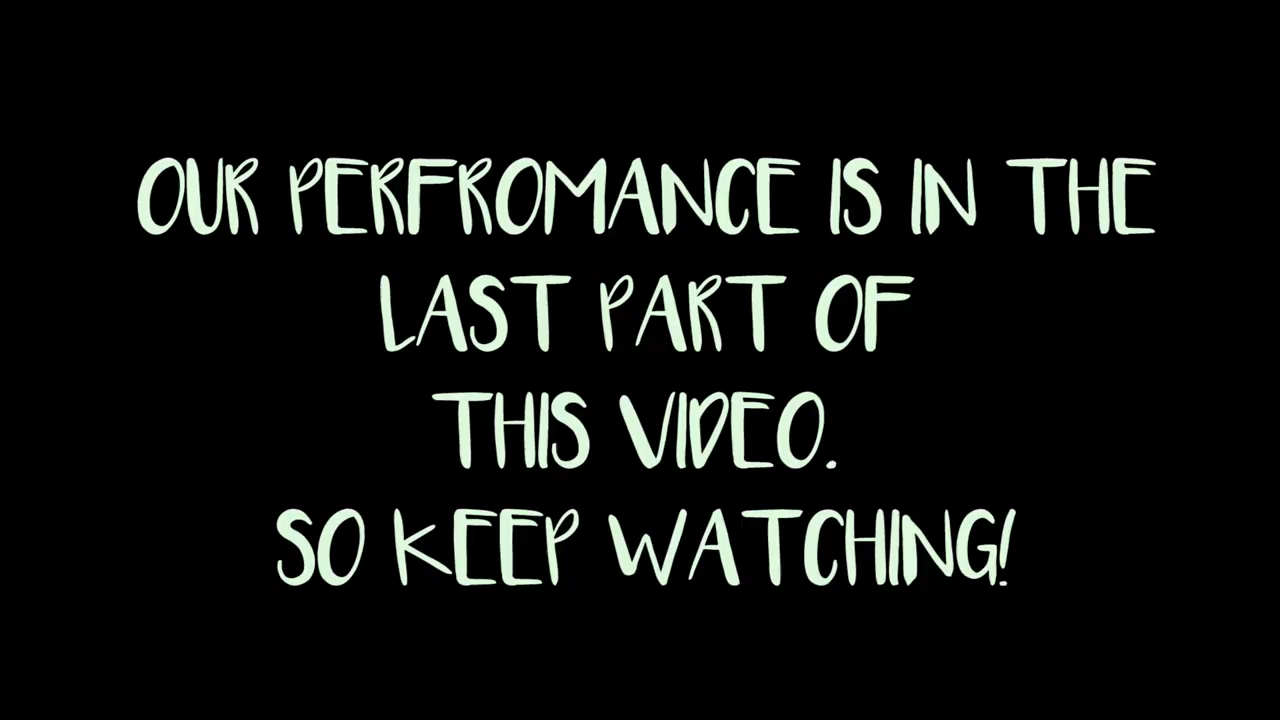 OUR PERFROMANCE IS IN THE
LAST PART OF
THIS VIDEO.
SO KEEP WATCHING!